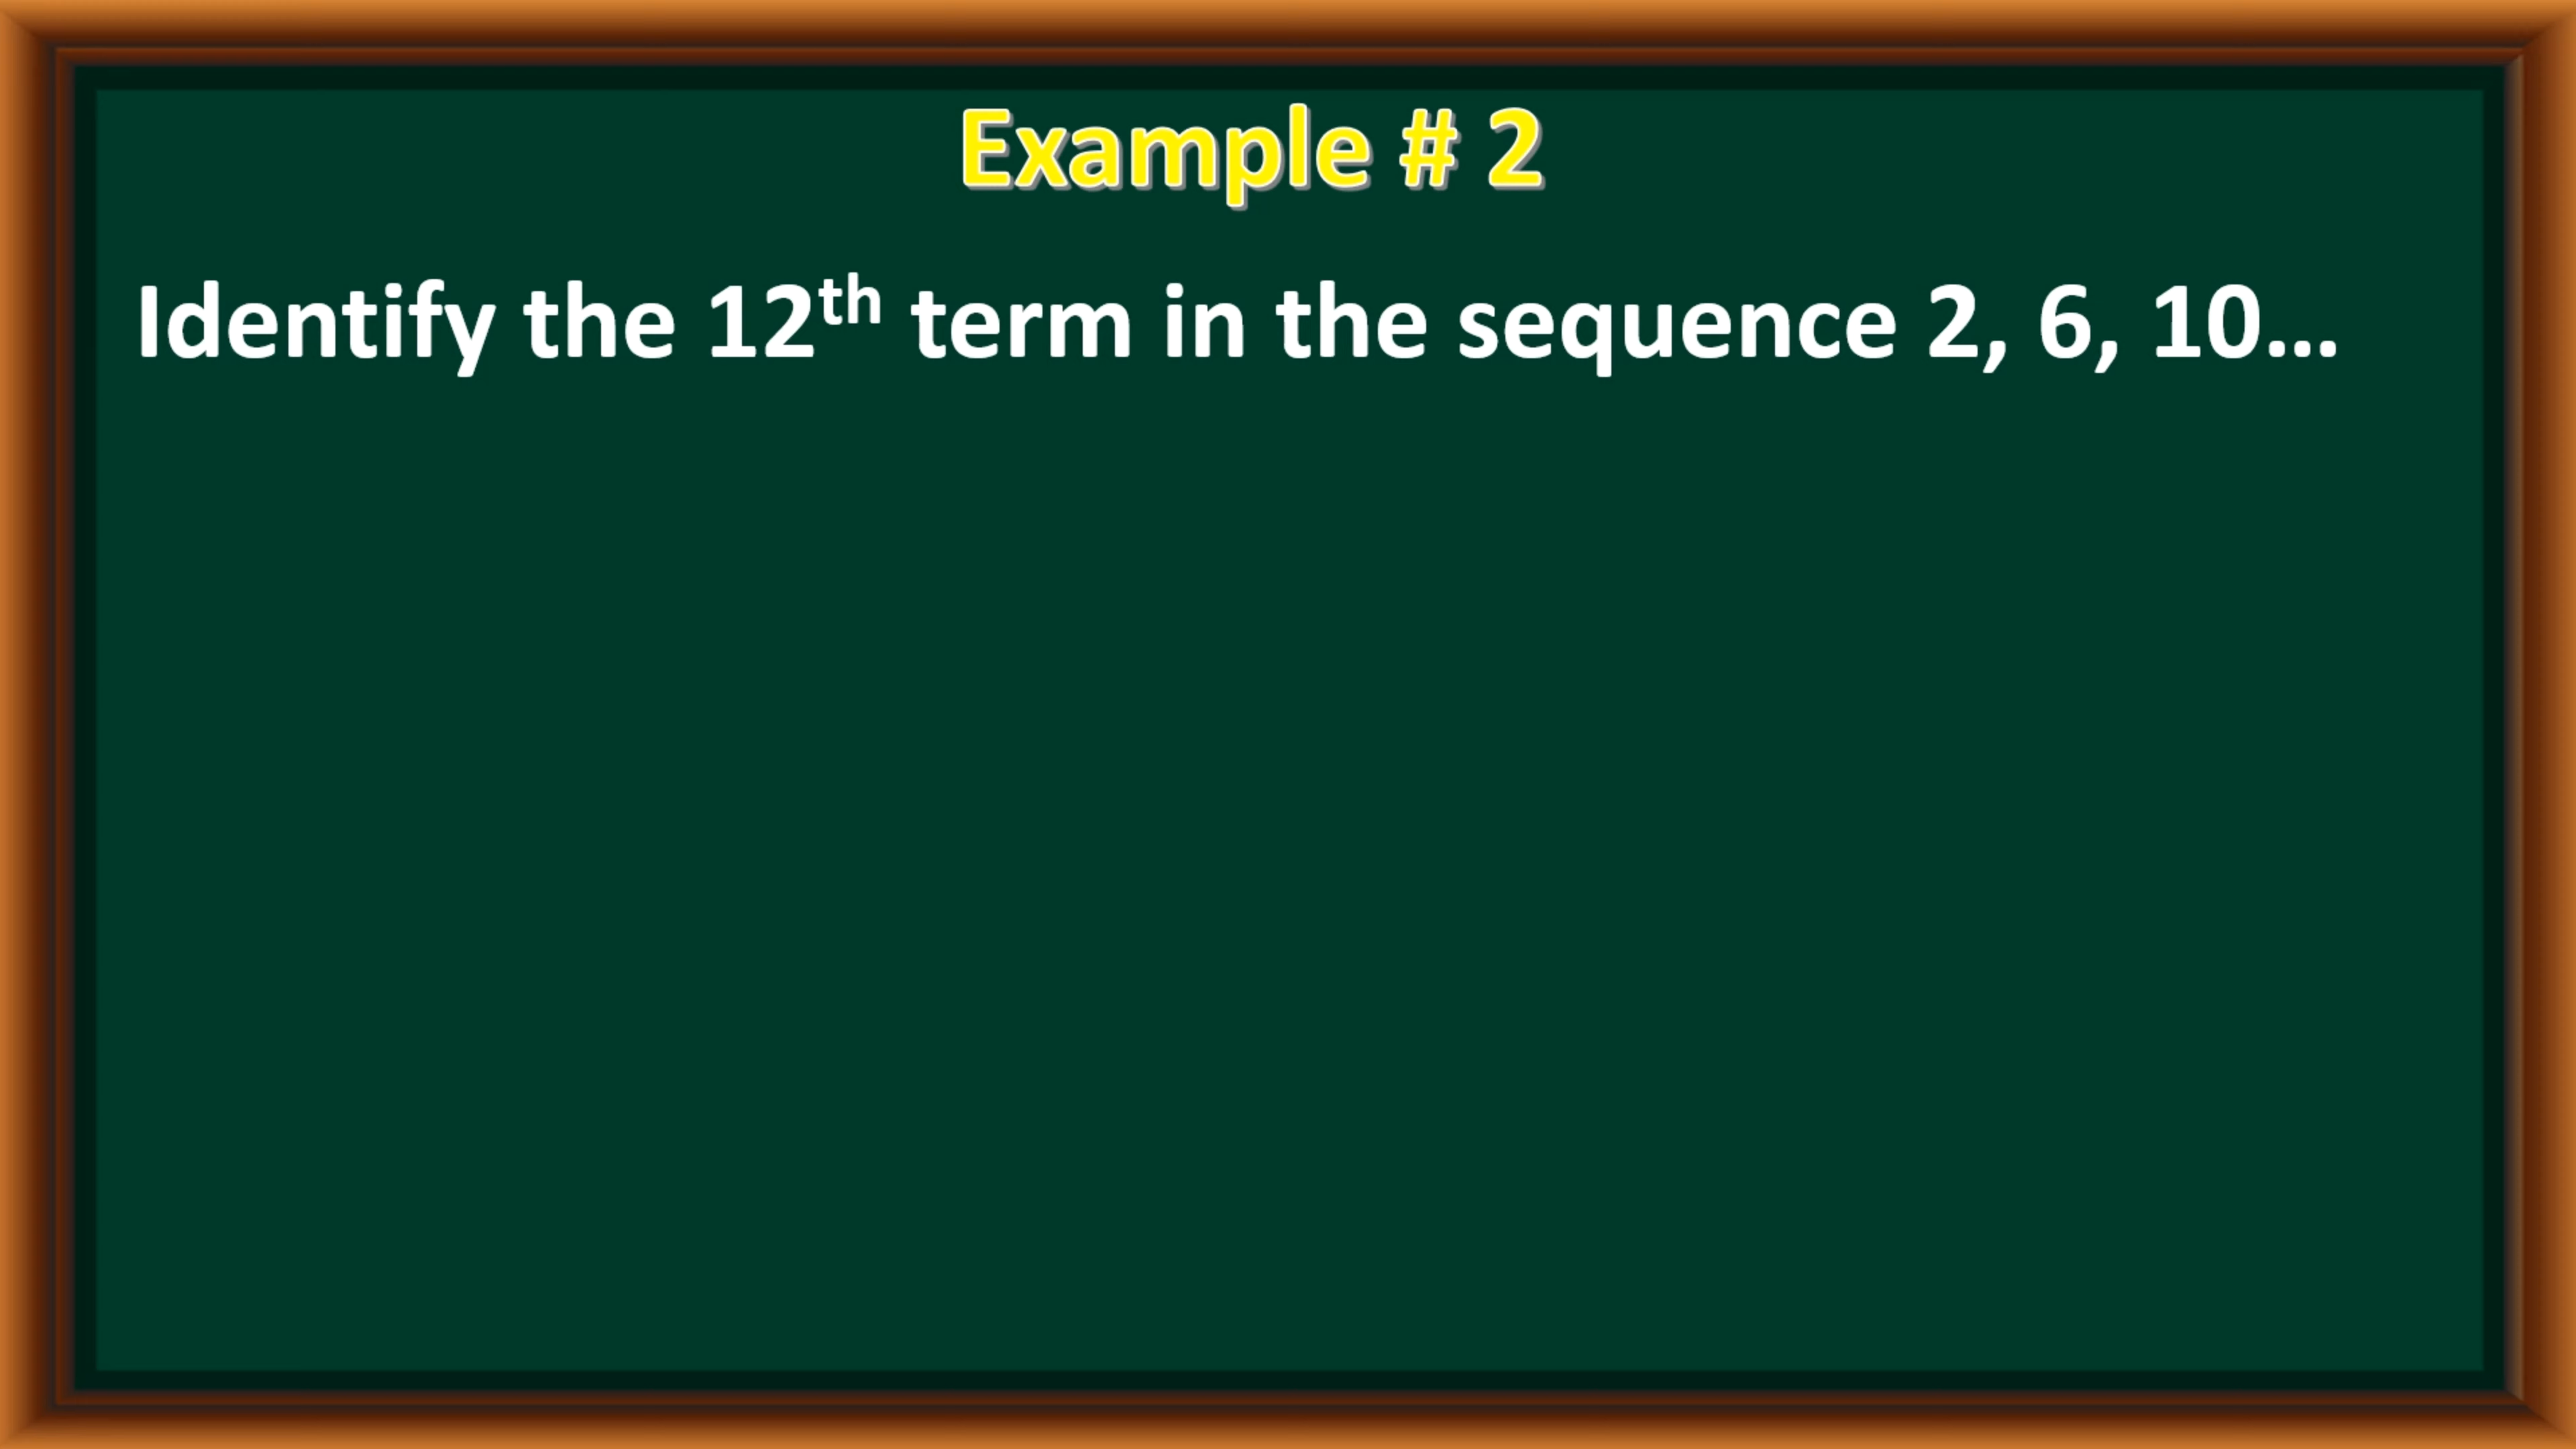 Example # 2
Identify the 12th term in the sequence 2, 6, 10...